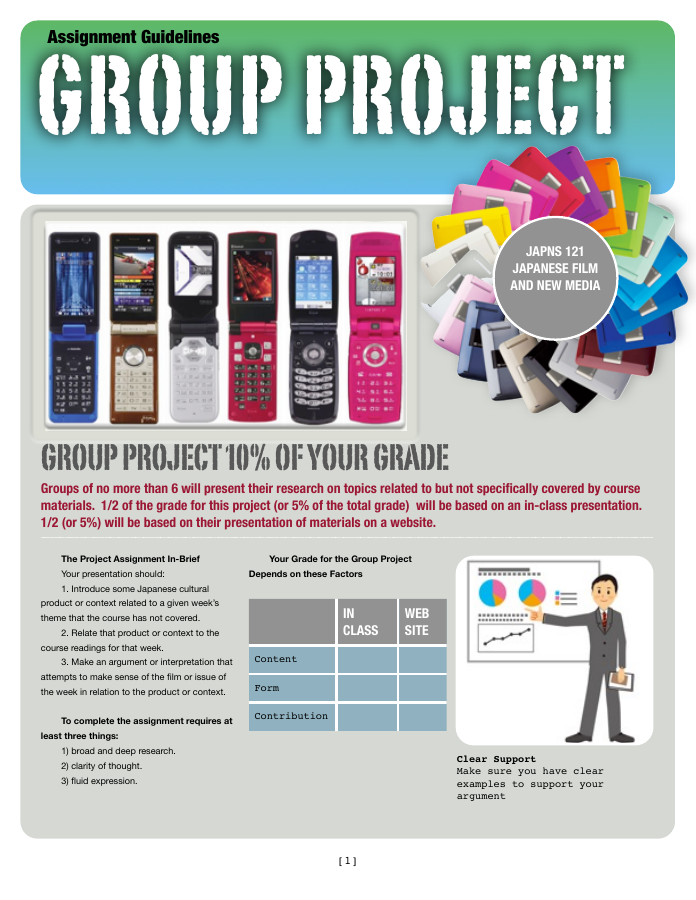 Assignment Guidelines
GROUP PROJECT
JAPNS 121
JAPANESE FILM
AND NEW MEDIA
GROUP PROJECT 10% OF YOUR GRADE
Groups of no more than 6 will present their research on topics related to but not specifically covered by course
materials.  1/2 of the grade for this project (or 5% of the total grade)  will be based on an in-class presentation.
1/2 (or 5%) will be based on their presentation of materials on a website.
The Project Assignment In-Brief
Your presentation should:
1. Introduce some Japanese cultural
product or context related to a given week's
theme that the course has not covered.
2. Relate that product or context to the
course readings for that week.
3. Make an argument or interpretation that
attempts to make sense of the film or issue of
the week in relation to the product or context.
To complete the assignment requires at
least three things:
1) broad and deep research.
2) clarity of thought.
3) fluid expression.
Your Grade for the Group Project
Depends on these Factors
IN
CLASS
WEB
SITE
Content
Form
Contribution
Clear Support
Make sure you have clear
examples to support your
argument
[ 1 ]